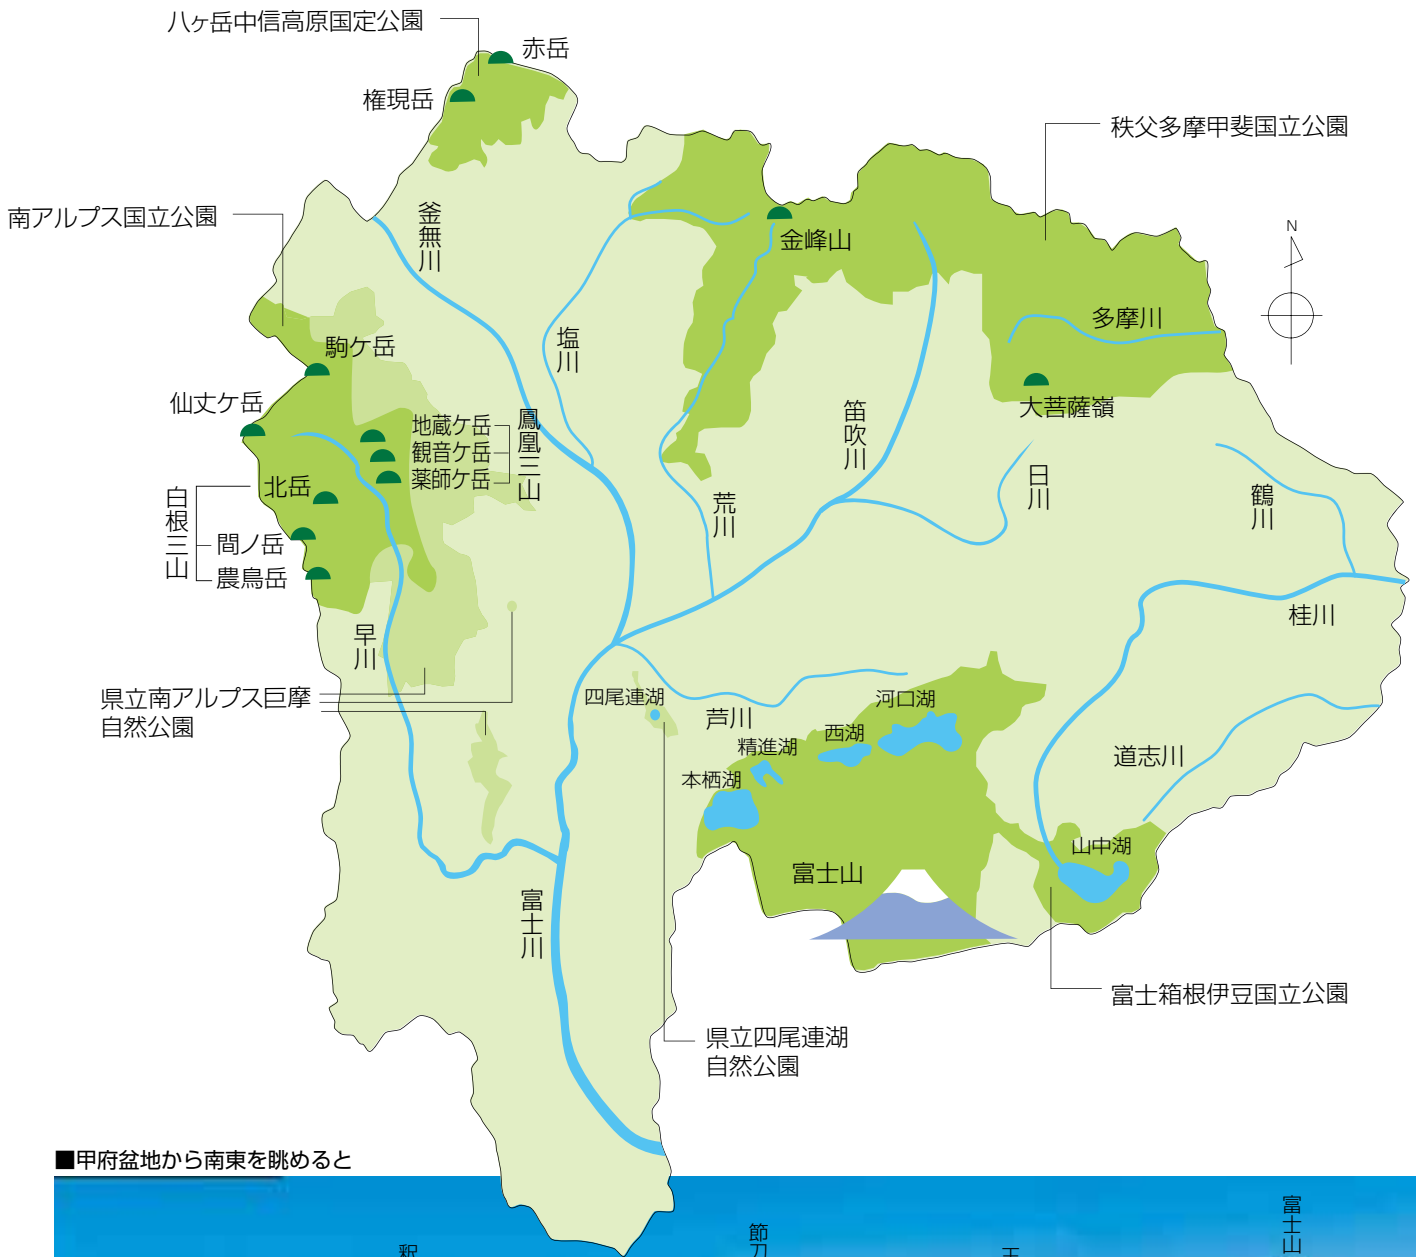 八ヶ岳中信高原国定公園
赤岳
権現岳
秩父多摩甲斐国立公園
南アルプス国立公園
釜無川
金峰山
N
塩川
多摩川
駒ケ岳
仙丈ケ岳
大菩薩嶺
地蔵ケ岳
観音ケ岳
薬師ケ岳
鳳凰三山
笛吹川
日川
鶴川
荒川
北岳
間ノ岳
農鳥岳
白根三山
桂川
早川
県立南アルプス巨摩
自然公園
四尾連湖
芦川
河口湖
西湖
精進湖
本栖湖
道志川
山中湖
富士山
富士川
富士箱根伊豆国立公園
県立四尾連湖
自然公園
■甲府盆地から南東を眺めると
釈
節刀
王
富士山